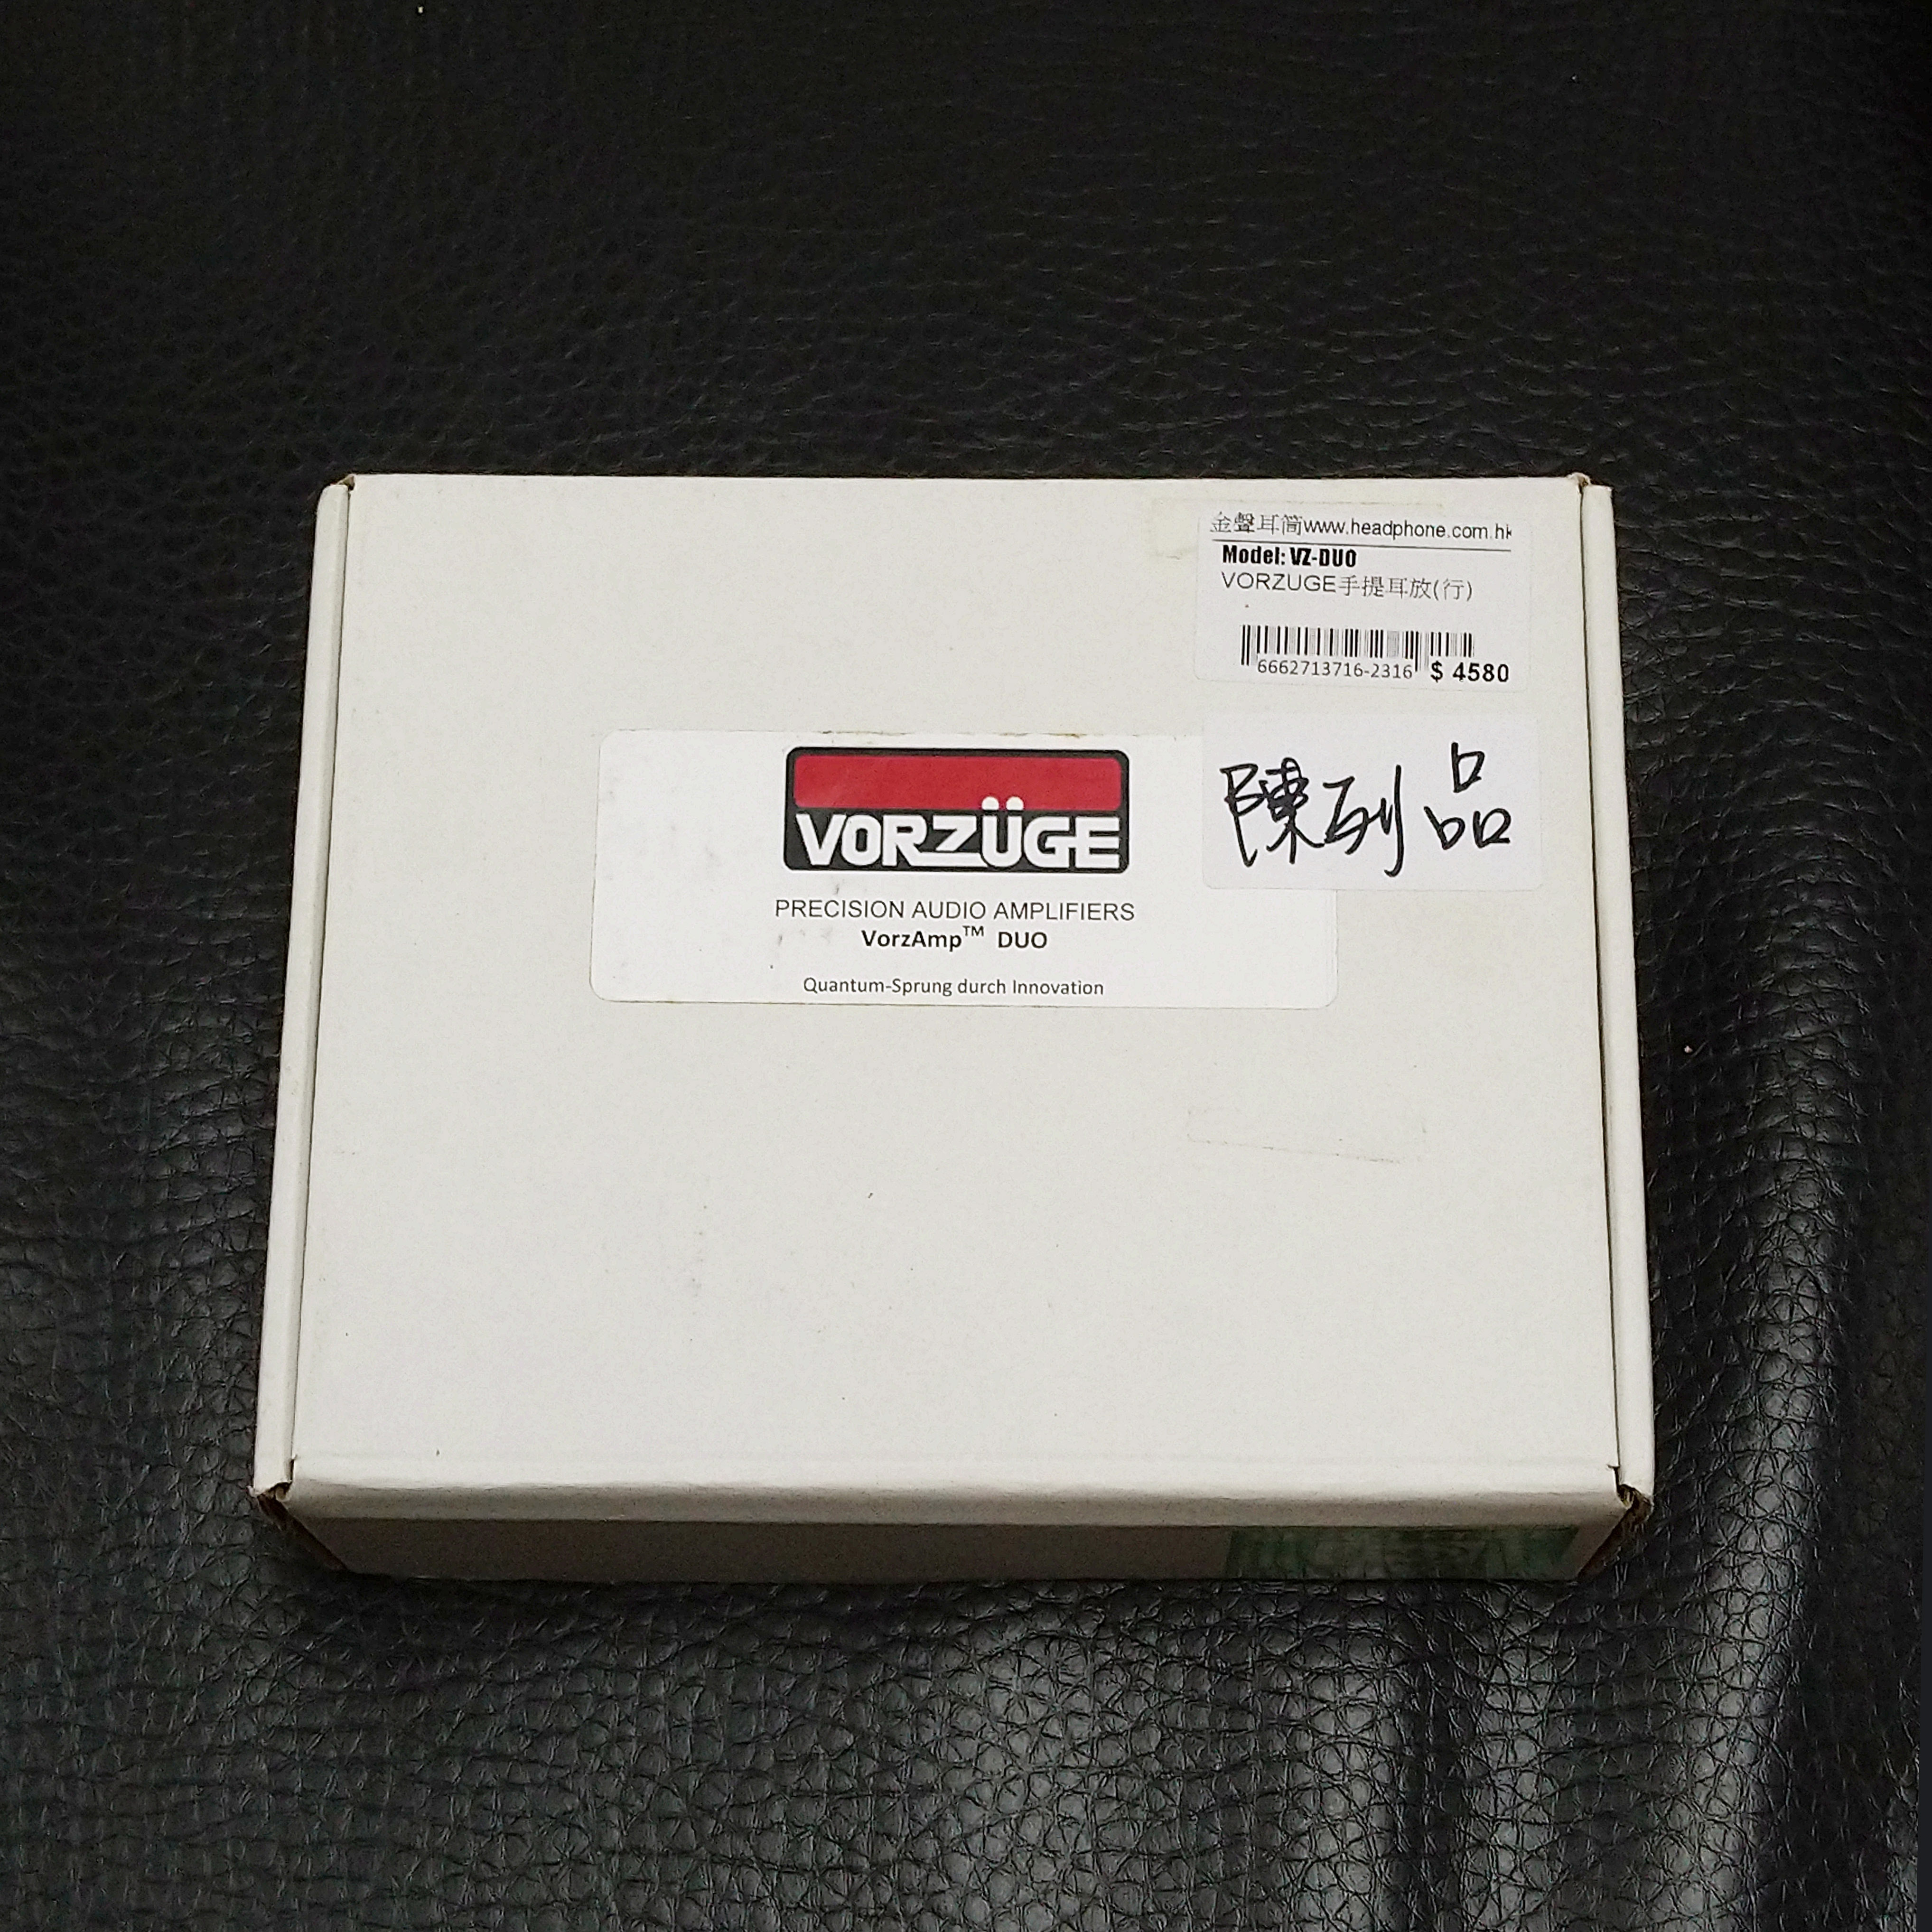 金聲耳筒www.headphone.com.hk
Model: VZ-DUO
VORZUGE手提耳放(行)
6662713716-2316 $ 4580
陳列品
VORZÜGE
PRECISION AUDIO AMPLIFIERS
VorzAmp™ DUO
Quantum-Sprung durch Innovation